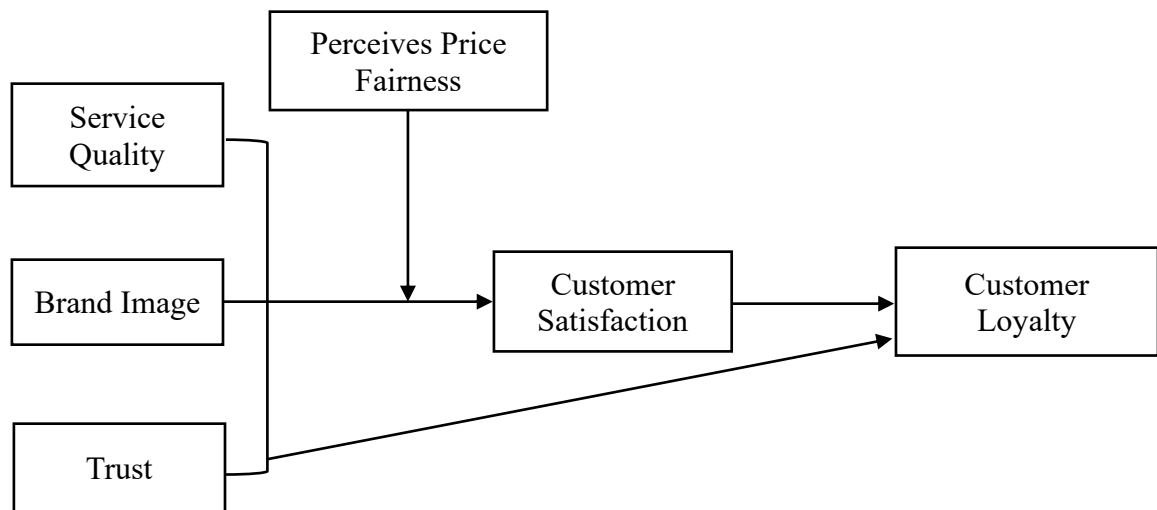 Perceives Price
Fairness
Service
Quality
Brand Image
Customer
Satisfaction
Customer
Loyalty
Trust